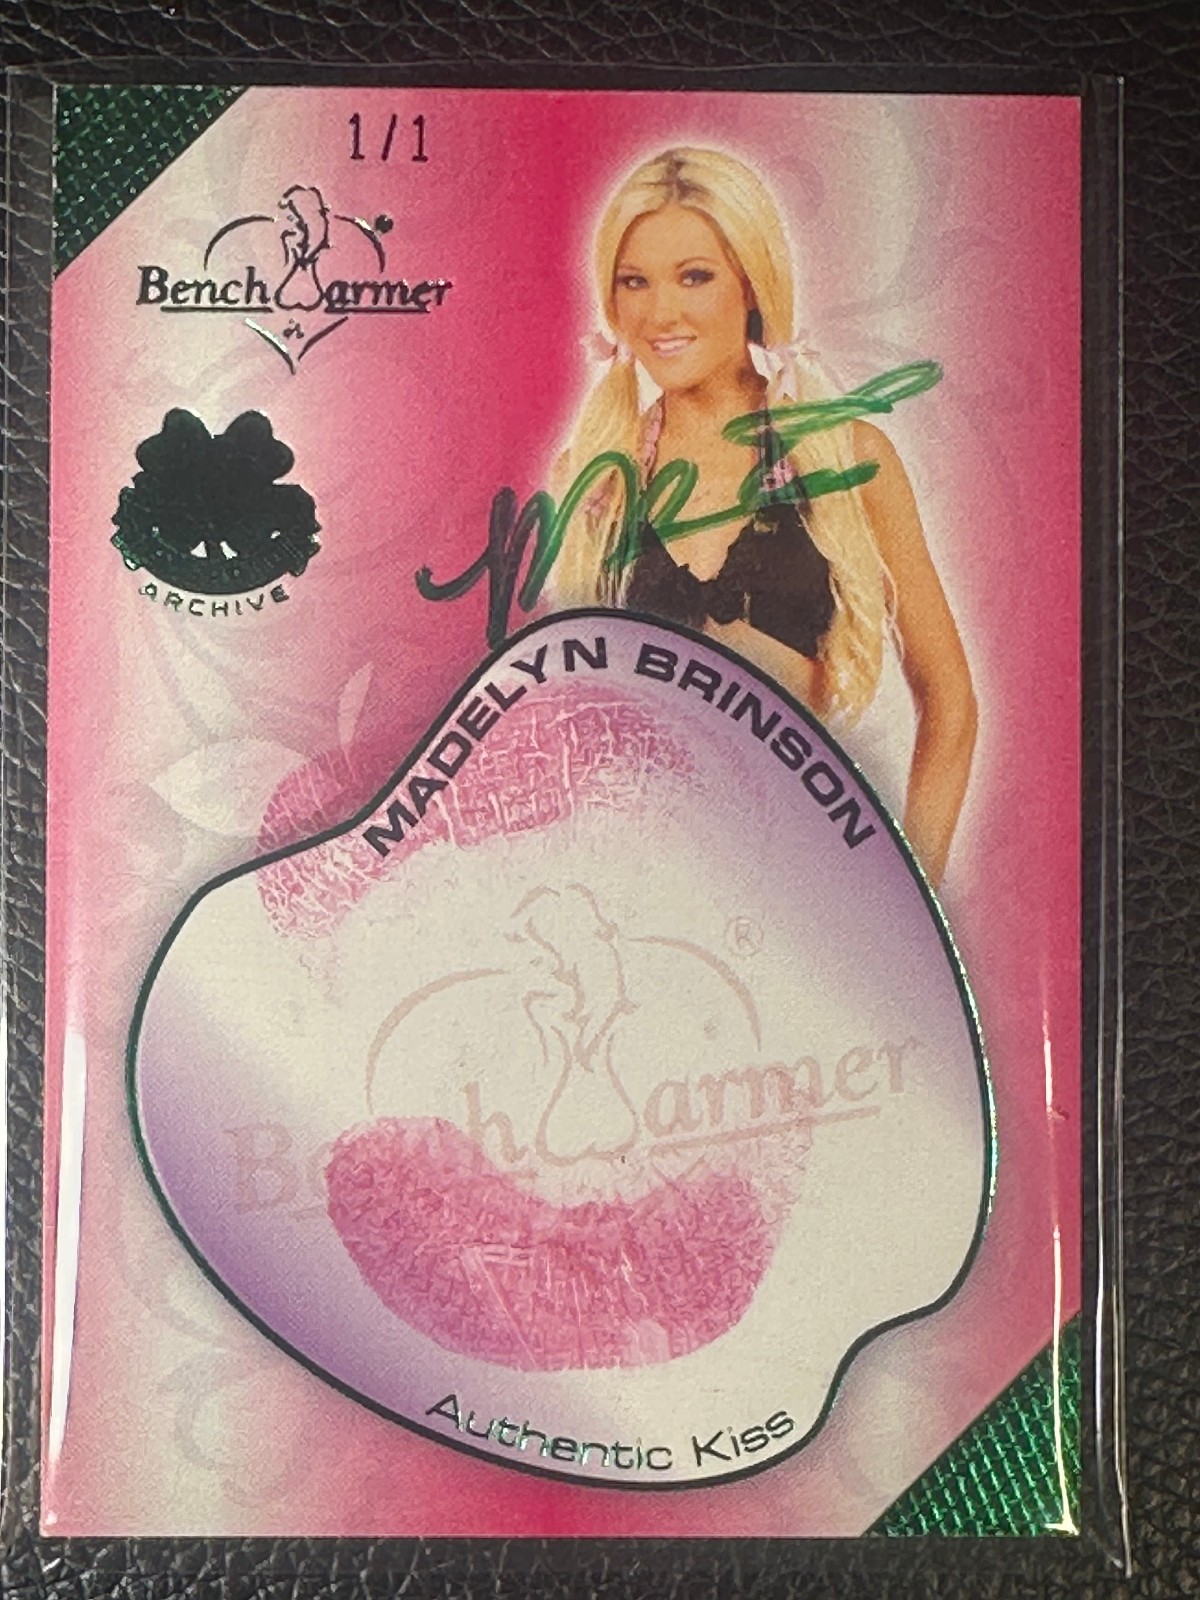 1/1
BenchWarmer
ARCHIVE
MADELYN BRINSON
®
BenchWarmer
Authentic Kiss